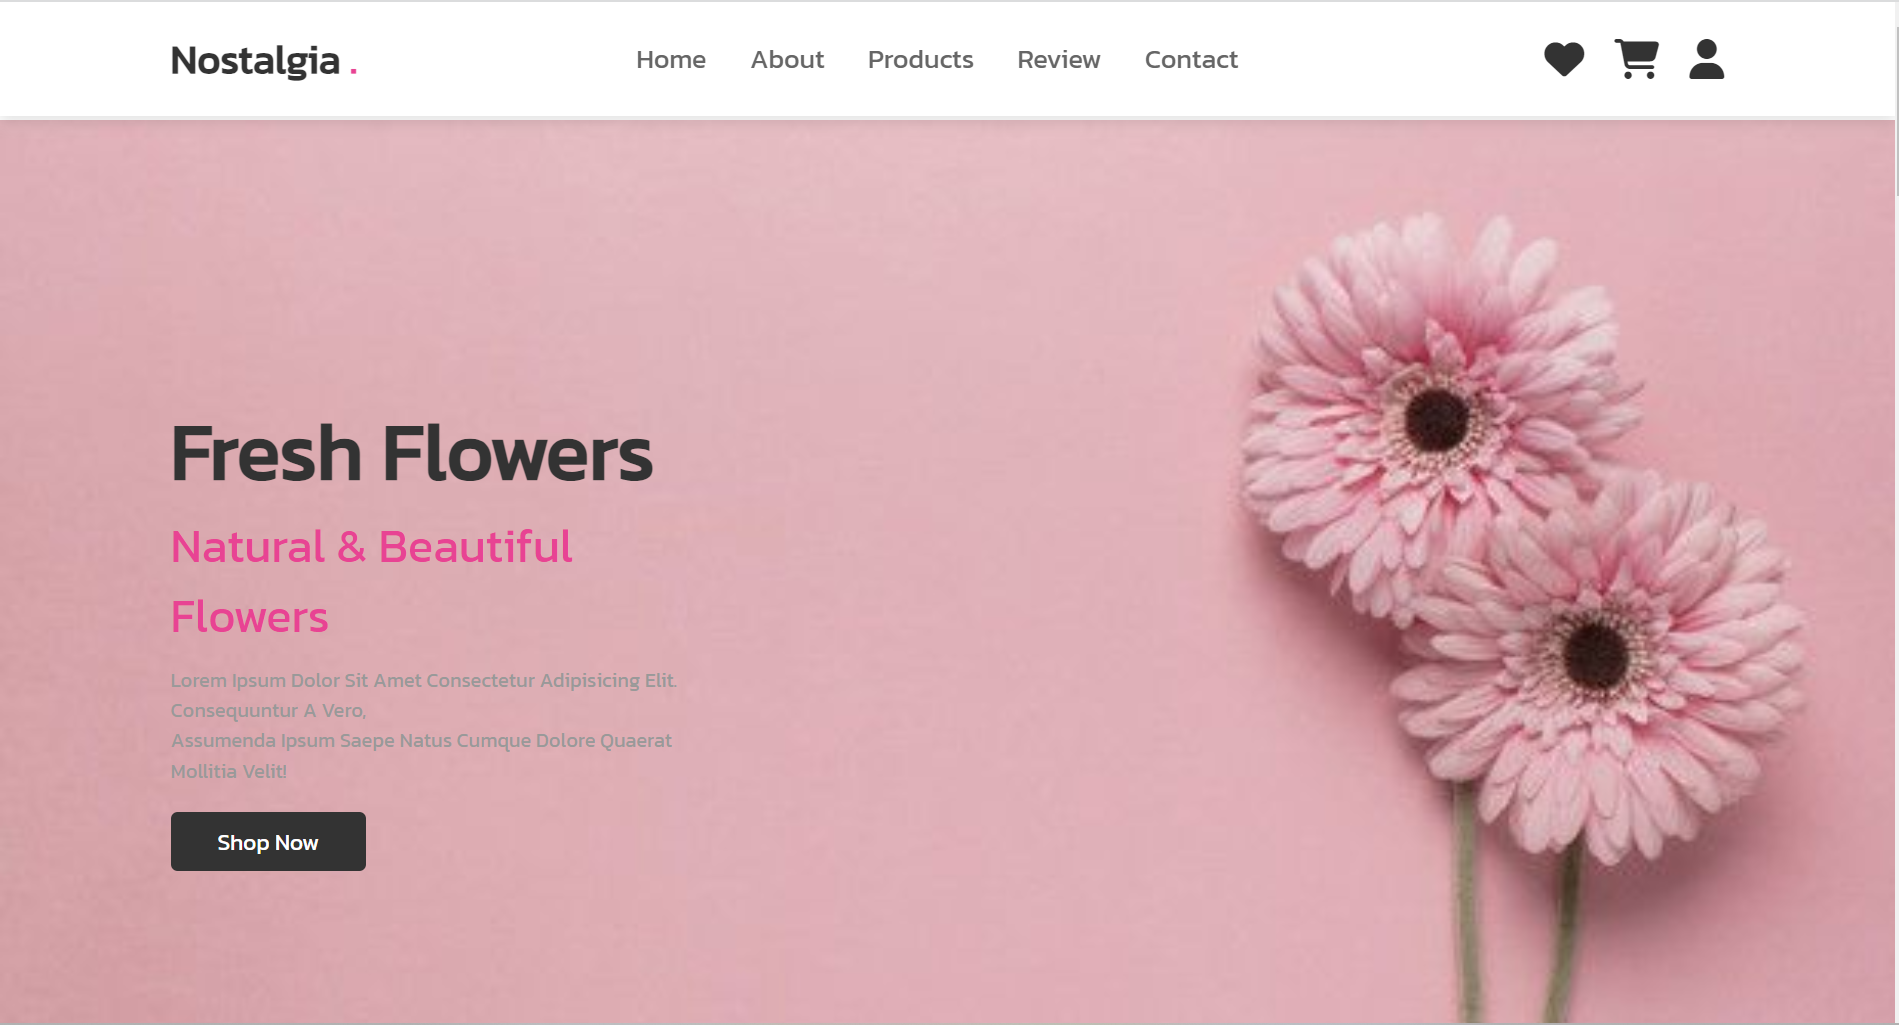 Nostalgia .
Home About Products Review Contact
Fresh Flowers
Natural & Beautiful
Flowers
Lorem Ipsum Dolor Sit Amet Consectetur Adipisicing Elit.
Consequuntur A Vero,
Assumenda Ipsum Saepe Natus Cumque Dolore Quaerat
Mollitia Velit!
Shop Now